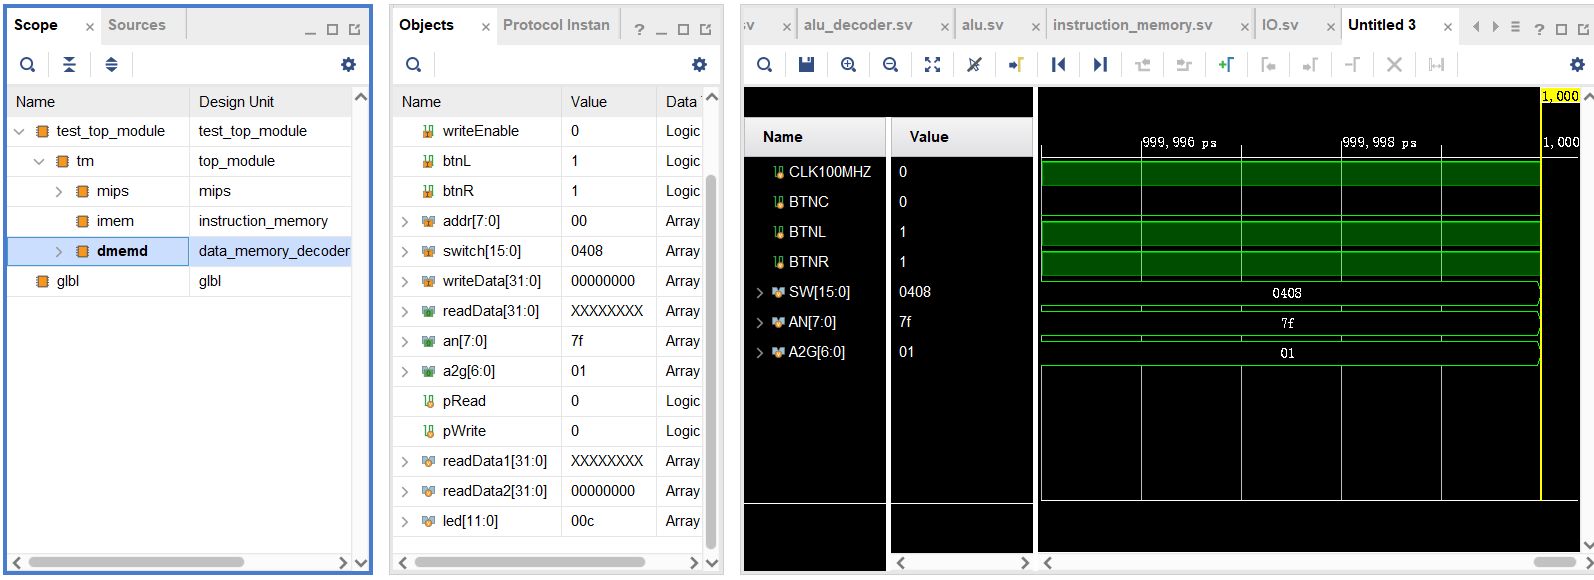 Scope × Sources
Name Design Unit
test_top_module test_top_module
tm top_module
mips mips
imem instruction_memory
dmemd data_memory_decoder
glbl glbl
Objects × Protocol Instan ?
Name Value Data
writeEnable 0 Logic
btnL 1 Logic
btnR 1 Logic
addr[7:0] 00 Array
switch[15:0] 0408 Array
writeData[31:0] 00000000 Array
readData[31:0] XXXXXXXX Array
an[7:0] 7f Array
a2g[6:0] 01 Array
pRead 0 Logic
pWrite 0 Logic
readData1[31:0] XXXXXXXX Array
readData2[31:0] 00000000 Array
led[11:0] 00c Array
sv × alu_decoder.sv × alu.sv × instruction_memory.sv × IO.sv × Untitled 3 × ?
1,000
Name Value
999,996 ps 999,998 ps 1,000
CLK100MHZ 0
BTNC 0
BTNL 1
BTNR 1
SW[15:0] 0408 0408
AN[7:0] 7f 7f
A2G[6:0] 01 01